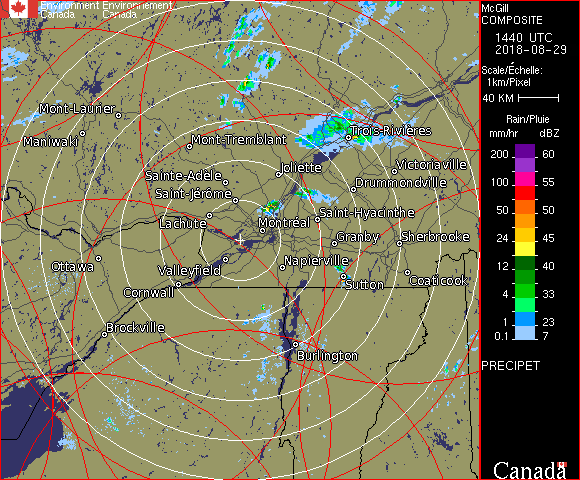 Environment Environnement
Canada Canada
McGill
COMPOSITE
1440 UTC
2018-08-29
Scale/Échelle:
1km/Pixel
40 KM
Rain/Pluie
mm/hr dBZ
200 60
100 55
50 50
24 45
12 40
4 33
2 30
1 23
0.1 7
PRECIPET
Canada
Mont-Laurier
Maniwaki
Mont-Tremblant
Trois-Rivières
Sainte-Adèle
Joliette
Victoriaville
Saint-Jérôme
Drummondville
Lachute
Montréal
Saint-Hyacinthe
Granby
Sherbrooke
Ottawa
Valleyfield
Napierville
Cornwall
Sutton
Coaticook
Brockville
Burlington